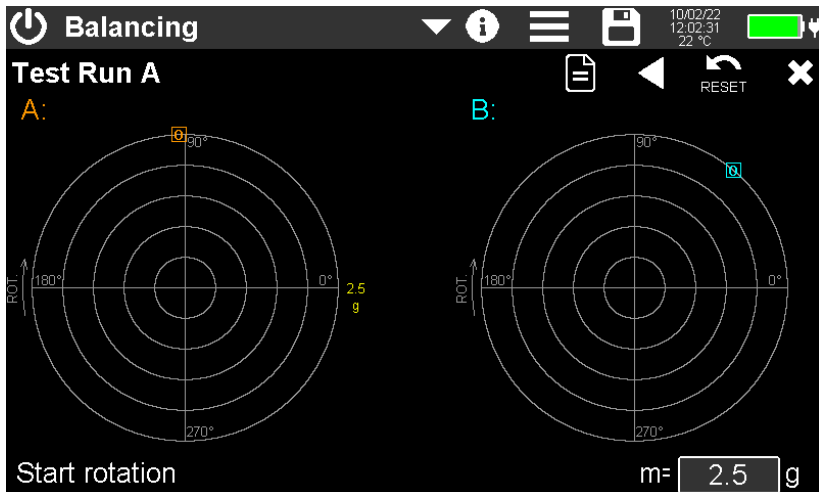 Balancing
i
10/02/22
12:02:31
22 °C
Test Run A
RESET
A:
B:
0
90°
0
90°
ROT.
180°
0°
2.5
g
ROT.
180°
0°
270°
270°
Start rotation
m= 2.5 g